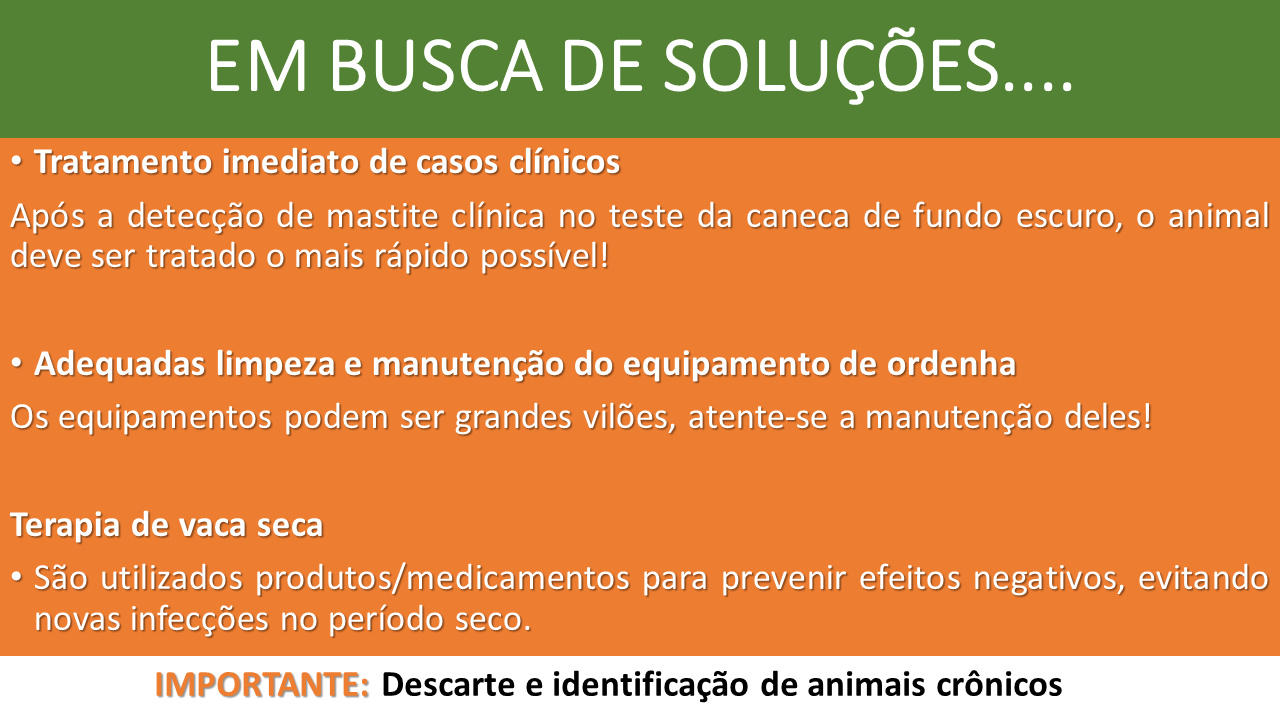 EM BUSCA DE SOLUÇÕES....
• Tratamento imediato de casos clínicos
Após a detecção de mastite clínica no teste da caneca de fundo escuro, o animal
deve ser tratado o mais rápido possível!
• Adequadas limpeza e manutenção do equipamento de ordenha
Os equipamentos podem ser grandes vilões, atente-se a manutenção deles!
Terapia de vaca seca
• São utilizados produtos/medicamentos para prevenir efeitos negativos, evitando
novas infecções no período seco.
IMPORTANTE: Descarte e identificação de animais crônicos